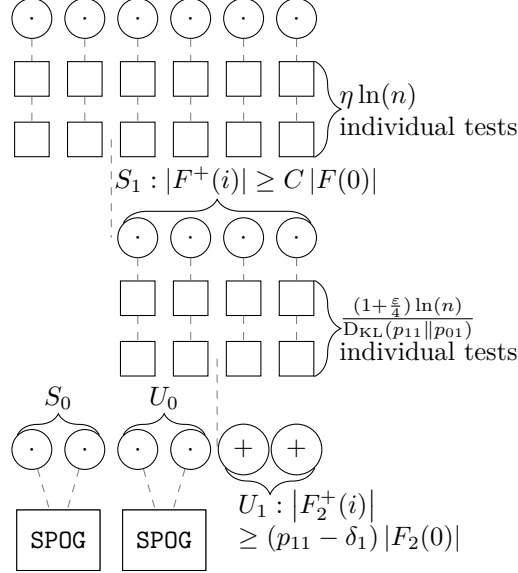 η ln(n)
individual tests
S₁ : |F⁺(i)| ≥ C |F(0)|
(1+ε/4) ln(n) / D_KL(p₁₁‖p₀₁)
individual tests
S₀ U₀
+ +
U₁ : |F₂⁺(i)|
≥ (p₁₁ − δ₁) |F₂(0)|
SPOG SPOG